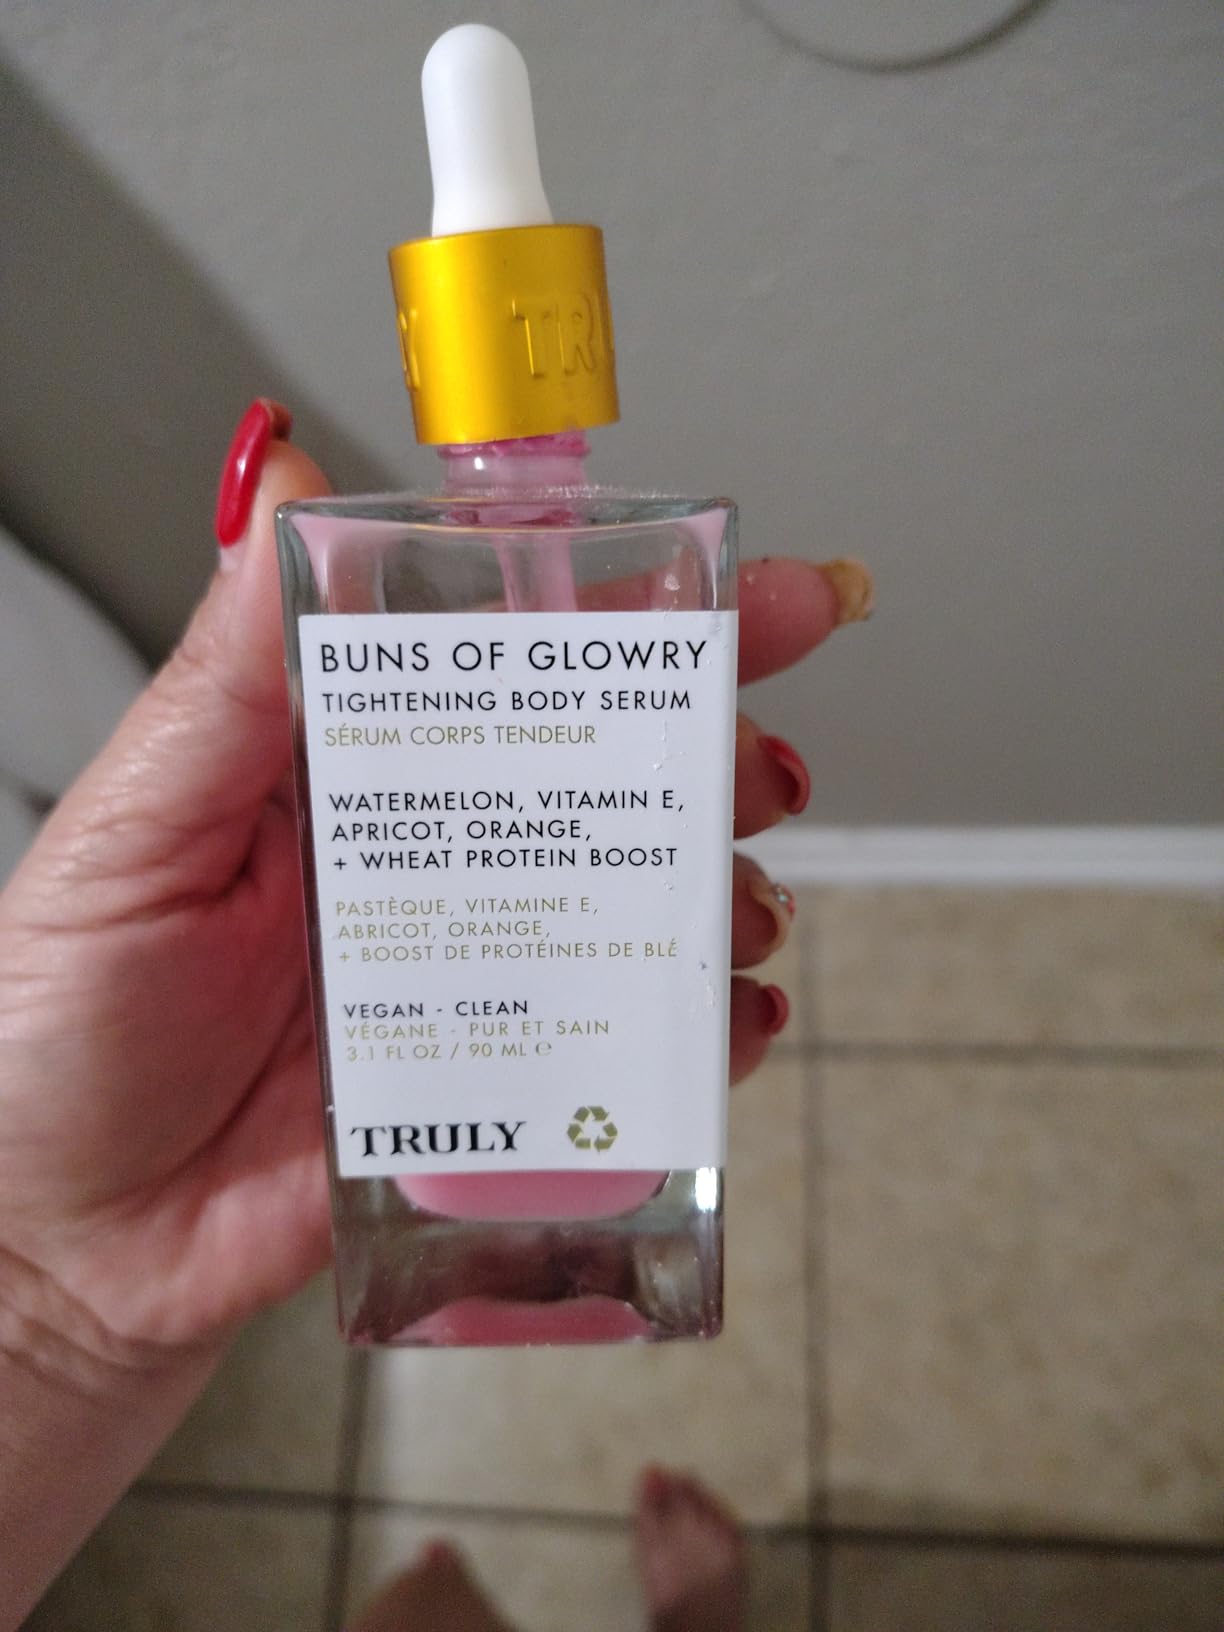 Y TRU
BUNS OF GLOWRY
TIGHTENING BODY SERUM
SÉRUM CORPS TENDEUR
WATERMELON, VITAMIN E,
APRICOT, ORANGE,
+ WHEAT PROTEIN BOOST
PASTÈQUE, VITAMINE E,
ABRICOT, ORANGE,
+ BOOST DE PROTÉINES DE BLÉ
VEGAN - CLEAN
VÉGANE - PUR ET SAIN
3.1 FL OZ / 90 ML ℮
TRULY